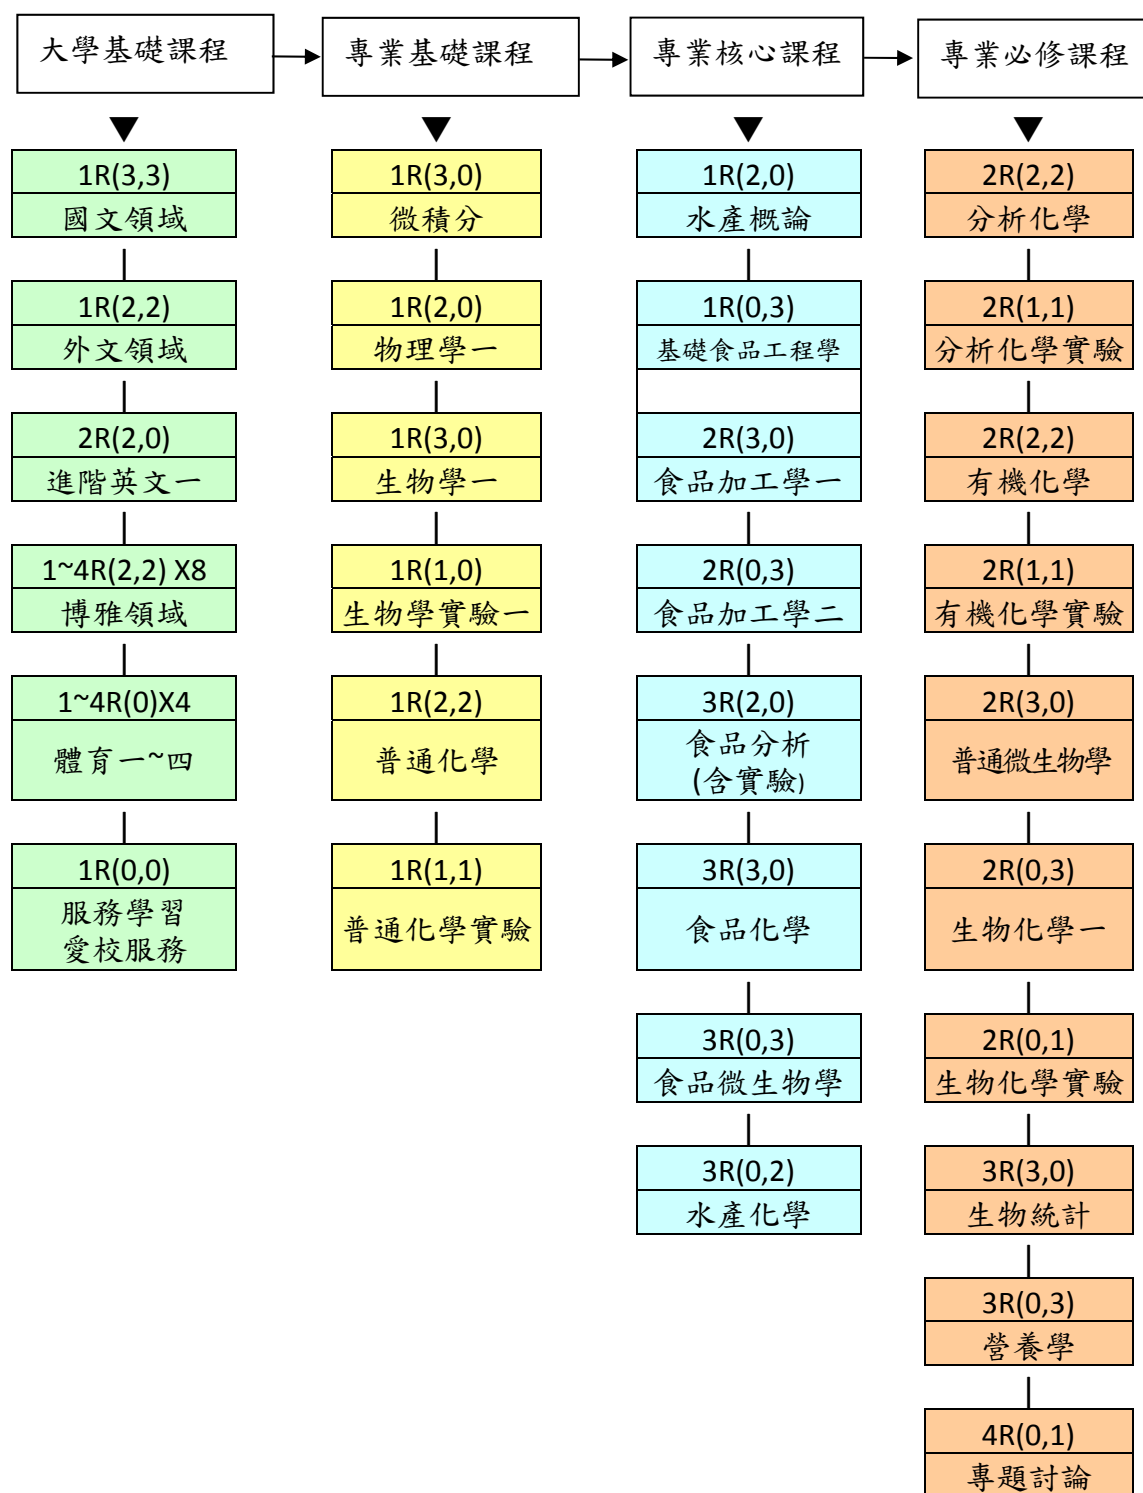 大學基礎課程
專業基礎課程
專業核心課程
專業必修課程
1R(3,3)
國文領域
1R(2,2)
外文領域
2R(2,0)
進階英文一
1~4R(2,2) X8
博雅領域
1~4R(0)X4
體育一~四
1R(0,0)
服務學習
愛校服務
1R(3,0)
微積分
1R(2,0)
物理學一
1R(3,0)
生物學一
1R(1,0)
生物學實驗一
1R(2,2)
普通化學
1R(1,1)
普通化學實驗
1R(2,0)
水產概論
1R(0,3)
基礎食品工程學
2R(3,0)
食品加工學一
2R(0,3)
食品加工學二
3R(2,0)
食品分析
(含實驗)
3R(3,0)
食品化學
3R(0,3)
食品微生物學
3R(0,2)
水產化學
2R(2,2)
分析化學
2R(1,1)
分析化學實驗
2R(2,2)
有機化學
2R(1,1)
有機化學實驗
2R(3,0)
普通微生物學
2R(0,3)
生物化學一
2R(0,1)
生物化學實驗
3R(3,0)
生物統計
3R(0,3)
營養學
4R(0,1)
專題討論